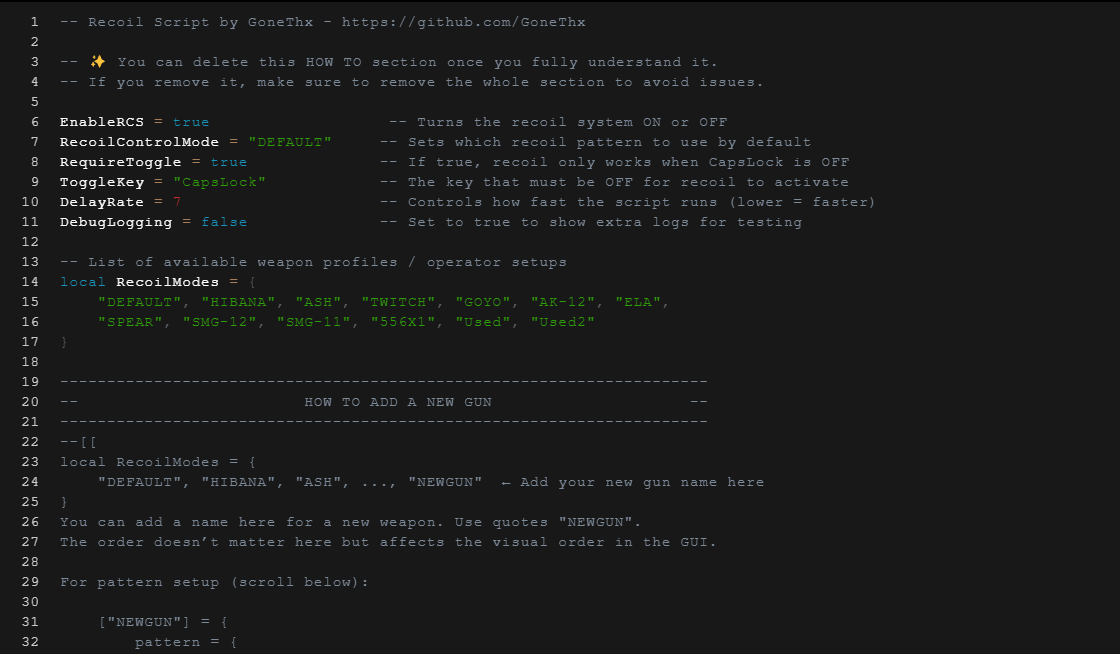 1 -- Recoil Script by GoneThx - https://github.com/GoneThx
2
3 -- ✨ You can delete this HOW TO section once you fully understand it.
4 -- If you remove it, make sure to remove the whole section to avoid issues.
5
6 EnableRCS = true                   -- Turns the recoil system ON or OFF
7 RecoilControlMode = "DEFAULT"     -- Sets which recoil pattern to use by default
8 RequireToggle = true              -- If true, recoil only works when CapsLock is OFF
9 ToggleKey = "CapsLock"            -- The key that must be OFF for recoil to activate
10 DelayRate = 7                     -- Controls how fast the script runs (lower = faster)
11 DebugLogging = false              -- Set to true to show extra logs for testing
12
13 -- List of available weapon profiles / operator setups
14 local RecoilModes = {
15     "DEFAULT", "HIBANA", "ASH", "TWITCH", "GOYO", "AK-12", "ELA",
16     "SPEAR", "SMG-12", "SMG-11", "556X1", "Used", "Used2"
17 }
18
19 ---------------------------------------------------------------------
20 --                        HOW TO ADD A NEW GUN                     --
21 ---------------------------------------------------------------------
22 --[[
23 local RecoilModes = {
24     "DEFAULT", "HIBANA", "ASH", ..., "NEWGUN"  ← Add your new gun name here
25 }
26 You can add a name here for a new weapon. Use quotes "NEWGUN".
27 The order doesn’t matter here but affects the visual order in the GUI.
28
29 For pattern setup (scroll below):
30
31     ["NEWGUN"] = {
32         pattern = {